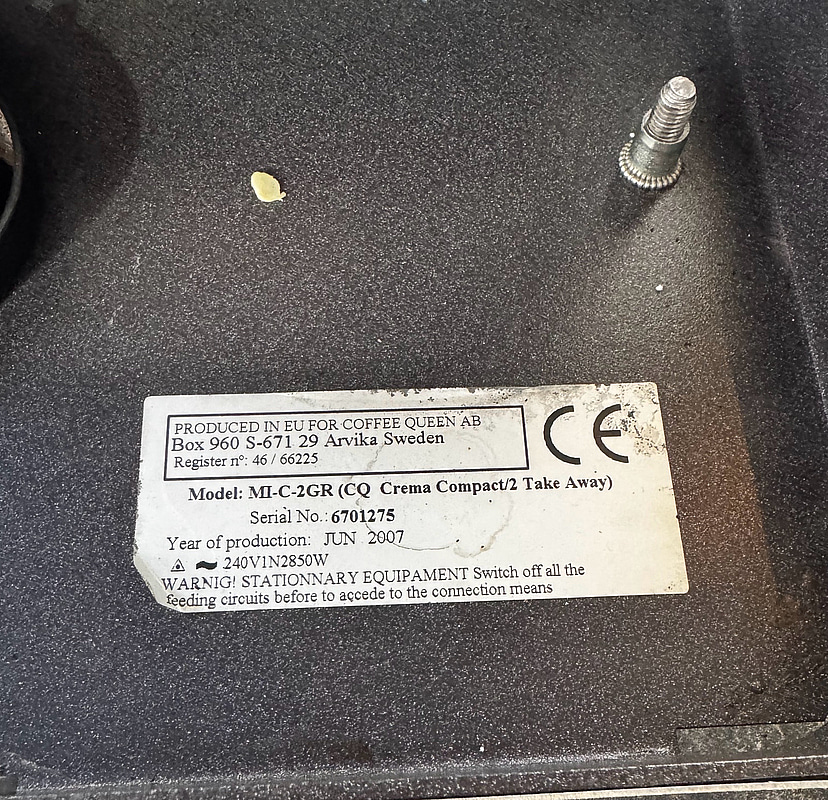 PRODUCED IN EU FOR COFFEE QUEEN AB
Box 960 S-671 29 Arvika Sweden
Register nº: 46 / 66225
CE
Model: MI-C-2GR (CQ Crema Compact/2 Take Away)
Serial No.: 6701275
Year of production: JUN 2007
240V1N2850W
WARNIG! STATIONNARY EQUIPAMENT Switch off all the
feeding circuits before to accede to the connection means